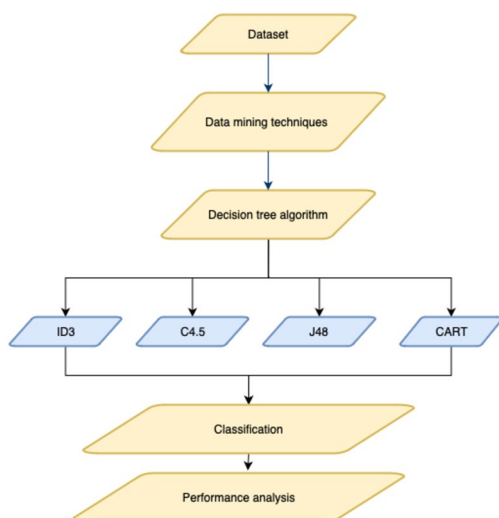 Dataset
Data mining techniques
Decision tree algorithm
ID3
C4.5
J48
CART
Classification
Performance analysis